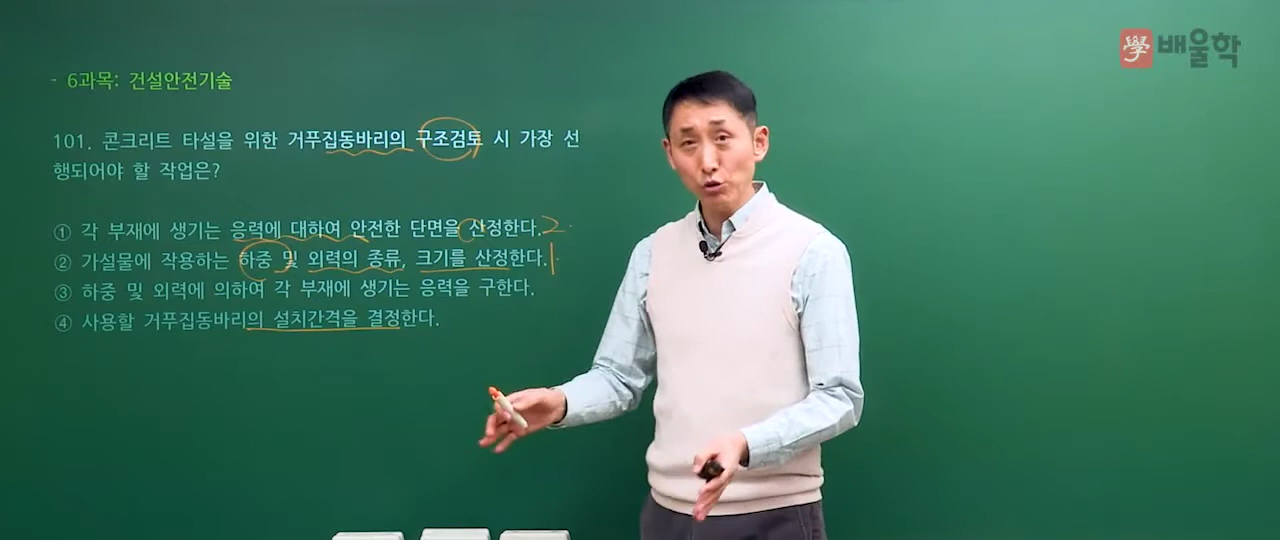 學 배울학
- 6과목: 건설안전기술
101. 콘크리트 타설을 위한 거푸집동바리의 구조검토 시 가장 선
행되어야 할 작업은?
① 각 부재에 생기는 응력에 대하여 안전한 단면을 산정한다. 2.
② 가설물에 작용하는 하중 및 외력의 종류, 크기를 산정한다. 1.
③ 하중 및 외력에 의하여 각 부재에 생기는 응력을 구한다.
④ 사용할 거푸집동바리의 설치간격을 결정한다.